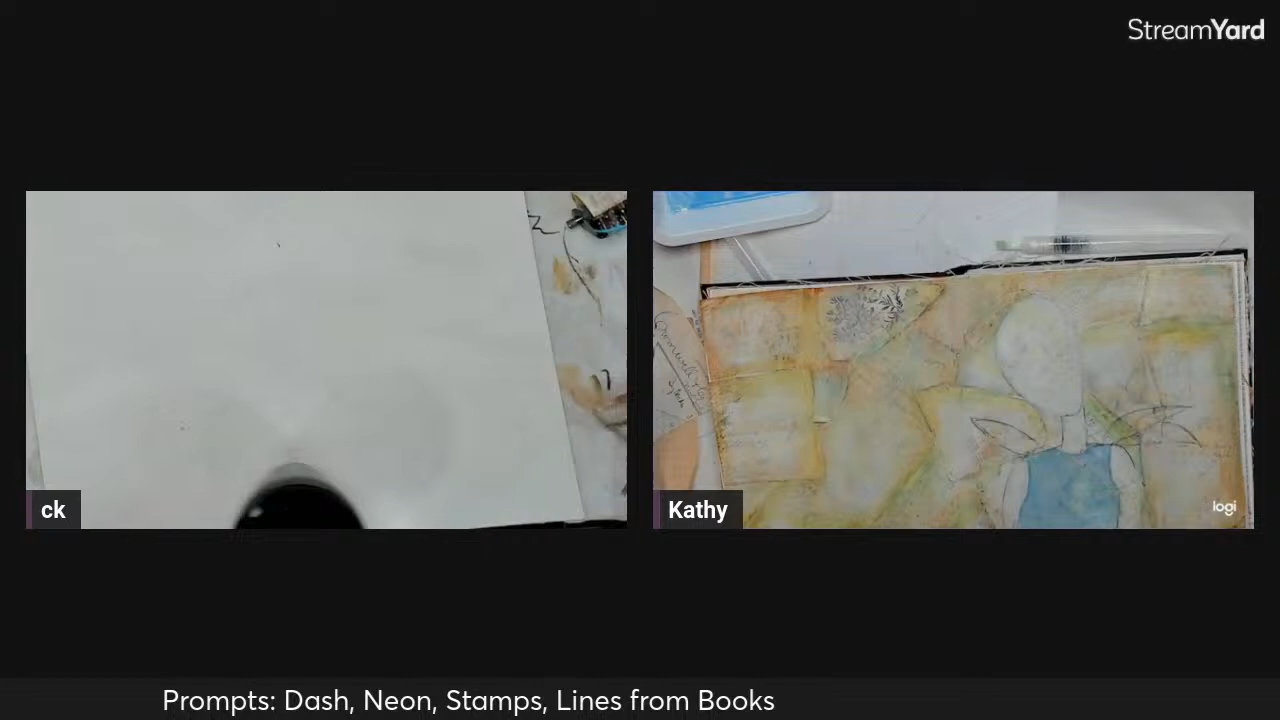 StreamYard
ck
Kathy
logi
Prompts: Dash, Neon, Stamps, Lines from Books